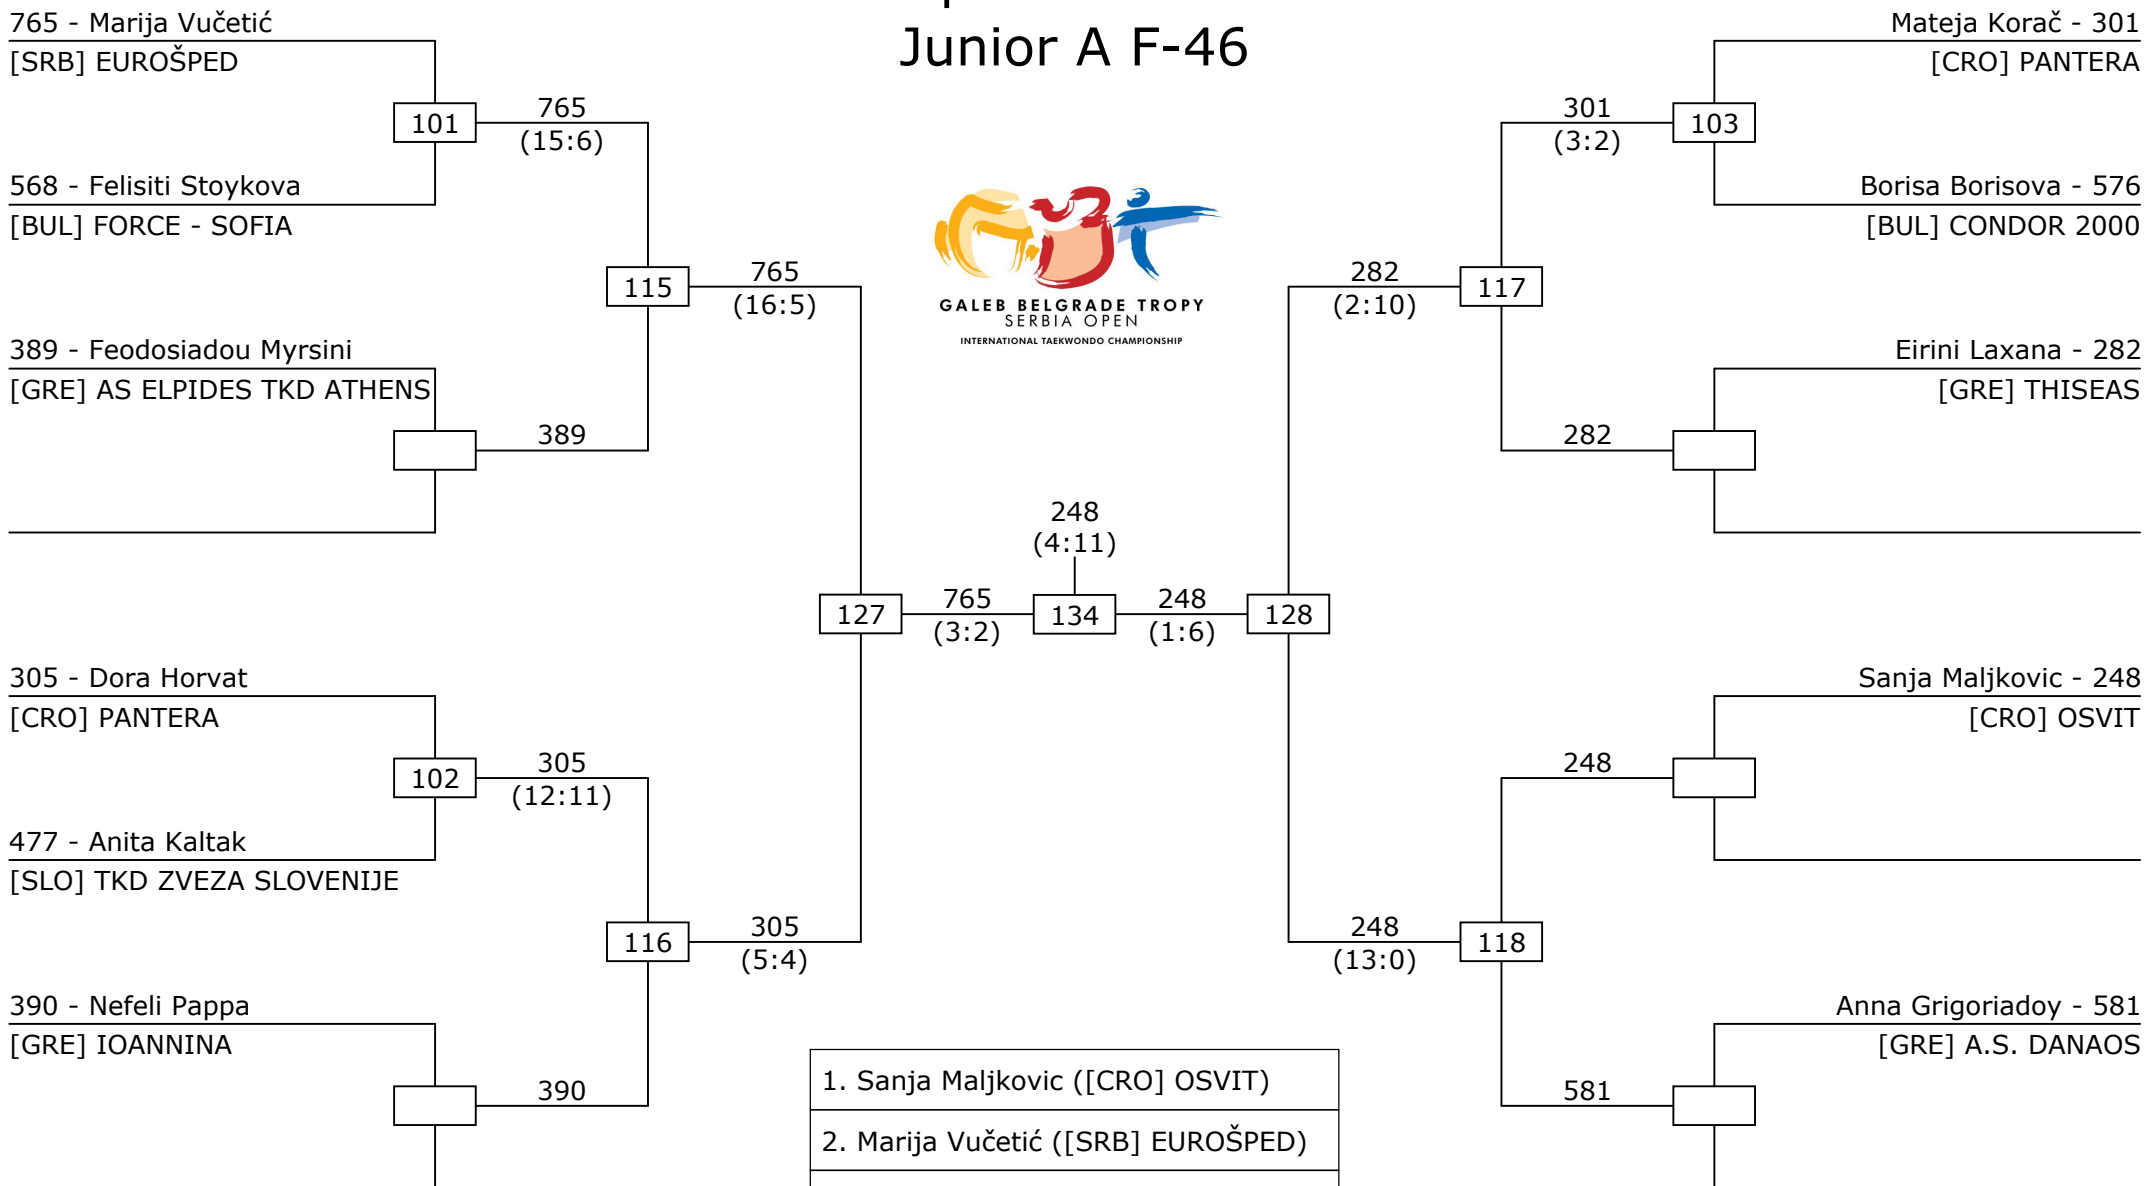 Junior A F-46
765 - Marija Vučetić
[SRB] EUROŠPED
101
765
(15:6)
568 - Felisiti Stoykova
[BUL] FORCE - SOFIA
115
765
(16:5)
389 - Feodosiadou Myrsini
[GRE] AS ELPIDES TKD ATHENS
389
305 - Dora Horvat
[CRO] PANTERA
102
305
(12:11)
477 - Anita Kaltak
[SLO] TKD ZVEZA SLOVENIJE
116
305
(5:4)
390 - Nefeli Pappa
[GRE] IOANNINA
390
127
765
(3:2)
GALEB BELGRADE TROPY
SERBIA OPEN
INTERNATIONAL TAEKWONDO CHAMPIONSHIP
248
(4:11)
134
248
(1:6)
128
Mateja Korač - 301
[CRO] PANTERA
301
(3:2)
103
Borisa Borisova - 576
[BUL] CONDOR 2000
282
(2:10)
117
Eirini Laxana - 282
[GRE] THISEAS
282
Sanja Maljkovic - 248
[CRO] OSVIT
248
248
(13:0)
118
Anna Grigoriadoy - 581
[GRE] A.S. DANAOS
581
1. Sanja Maljkovic ([CRO] OSVIT)
2. Marija Vučetić ([SRB] EUROŠPED)